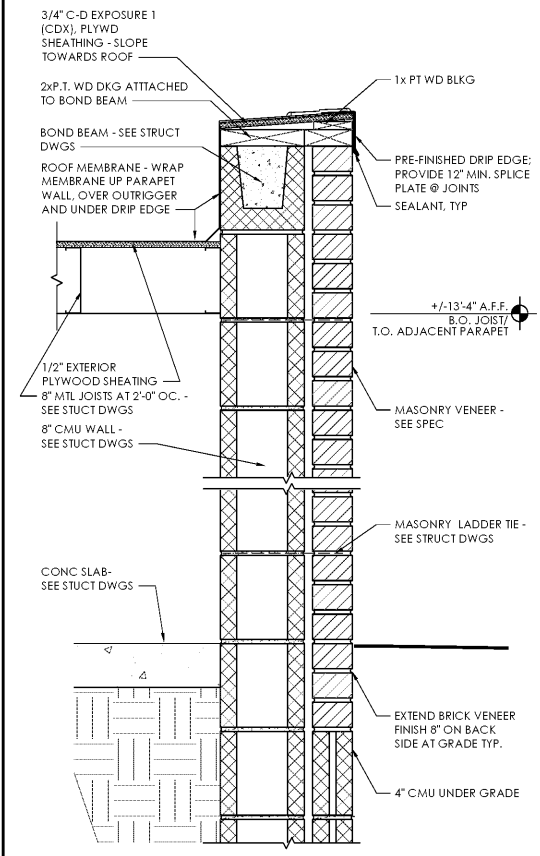 3/4" C-D EXPOSURE 1
(CDX), PLYWD
SHEATHING - SLOPE
TOWARDS ROOF
2xP.T. WD DKG ATTTACHED
TO BOND BEAM
BOND BEAM - SEE STRUCT
DWGS
ROOF MEMBRANE - WRAP
MEMBRANE UP PARAPET
WALL, OVER OUTRIGGER
AND UNDER DRIP EDGE
1x PT WD BLKG
PRE-FINISHED DRIP EDGE;
PROVIDE 12" MIN. SPLICE
PLATE @ JOINTS
SEALANT, TYP
+/-13'-4" A.F.F.
B.O. JOIST/
T.O. ADJACENT PARAPET
1/2" EXTERIOR
PLYWOOD SHEATING
8" MTL JOISTS AT 2'-0" OC. -
SEE STUCT DWGS
8" CMU WALL -
SEE STUCT DWGS
MASONRY VENEER -
SEE SPEC
MASONRY LADDER TIE -
SEE STRUCT DWGS
CONC SLAB-
SEE STUCT DWGS
EXTEND BRICK VENEER
FINISH 8" ON BACK
SIDE AT GRADE TYP.
4" CMU UNDER GRADE